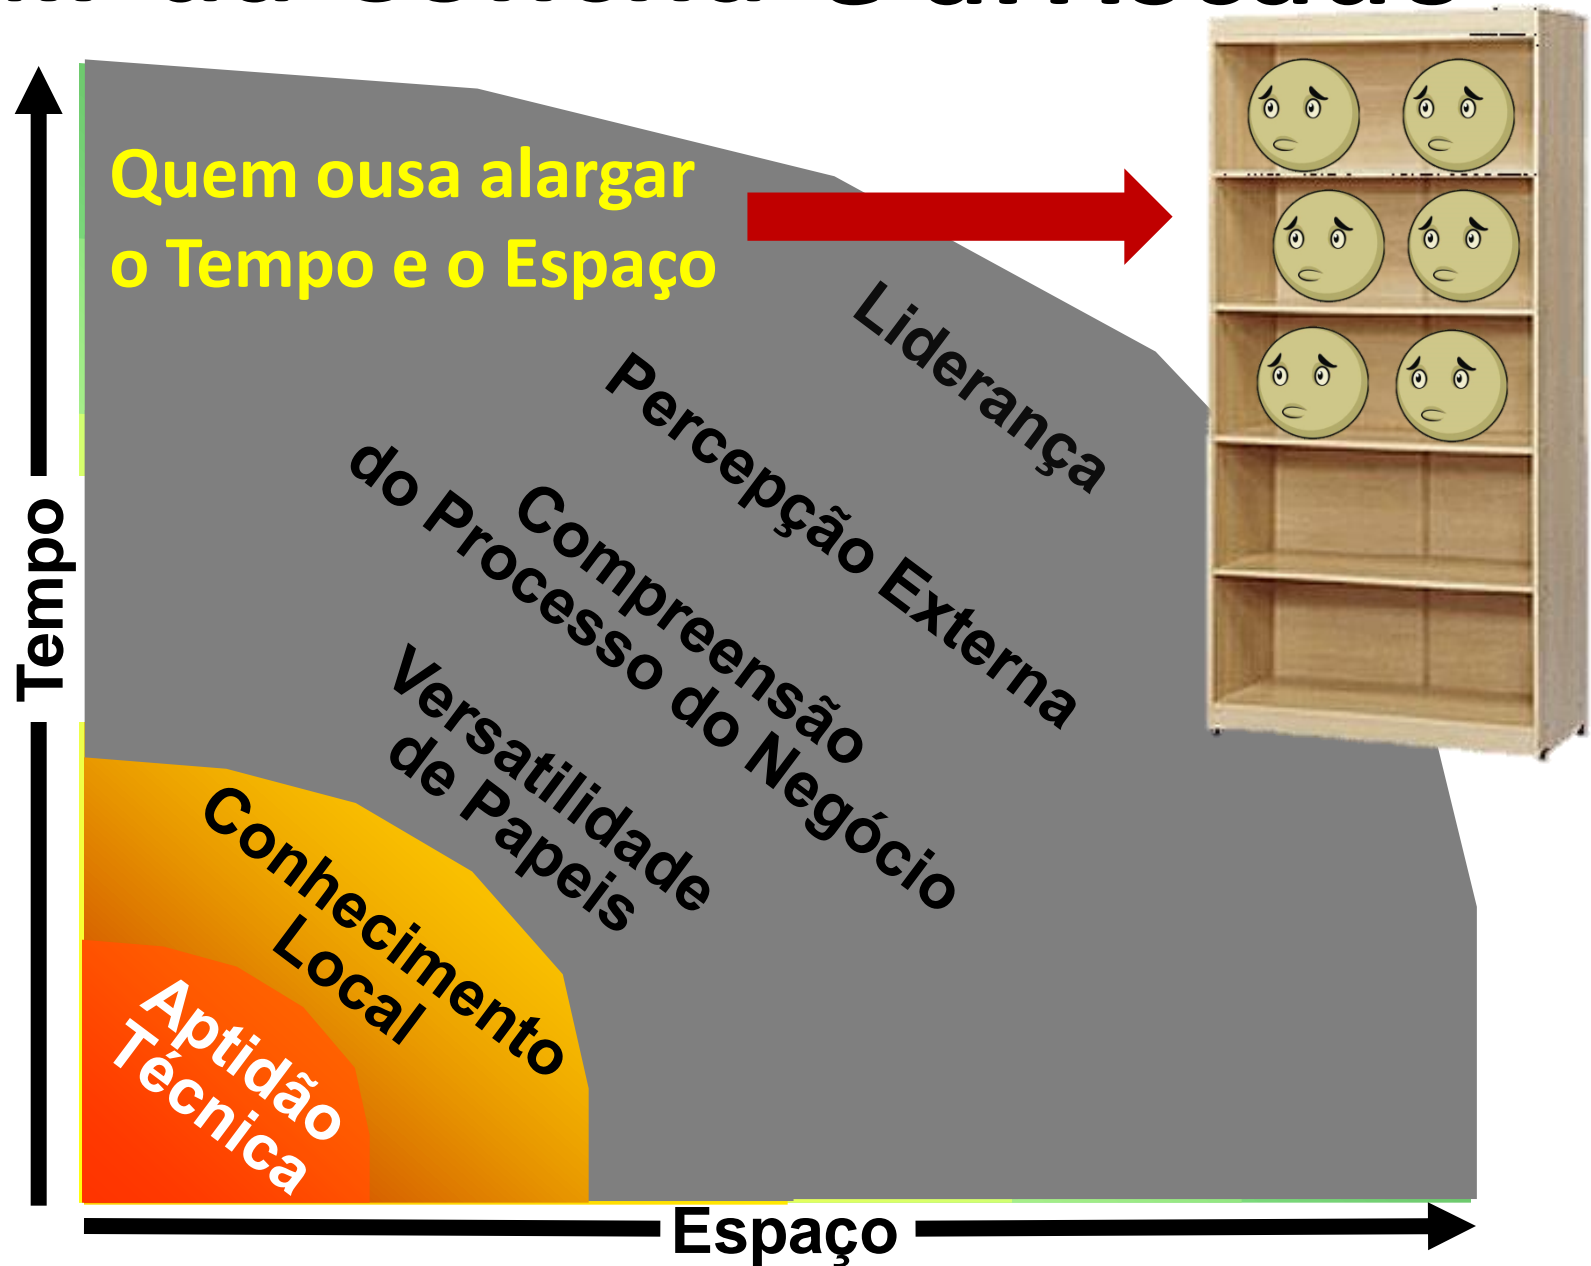 Quem ousa alargar
o Tempo e o Espaço
Liderança
Percepção Externa
Compreensão
do Processo do Negócio
Versatilidade
de Papeis
Conhecimento
Local
Aptidão
Técnica
Tempo
Espaço